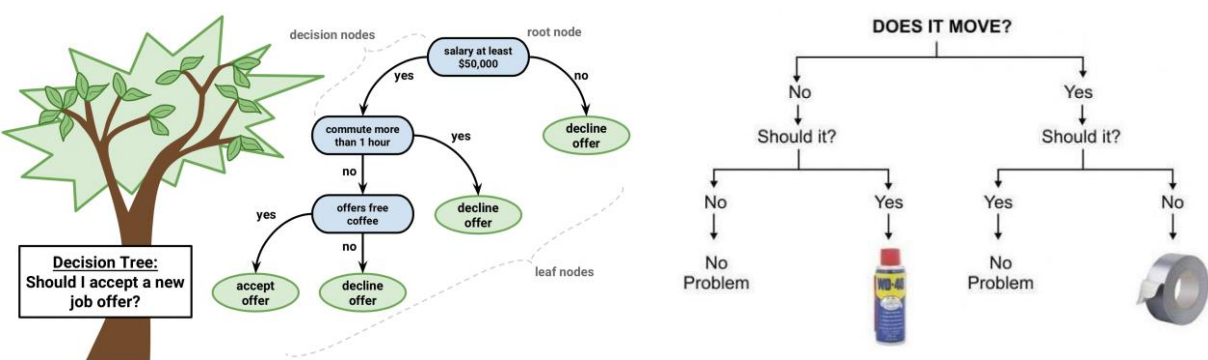 decision nodes
root node
salary at least
$50,000
yes
no
commute more
than 1 hour
decline
offer
yes
no
offers free
coffee
decline
offer
yes
no
leaf nodes
accept
offer
decline
offer
Decision Tree:
Should I accept a new
job offer?
DOES IT MOVE?
No
Yes
Should it?
Should it?
No
Yes
Yes
No
No
Problem
WD-40
No
Problem